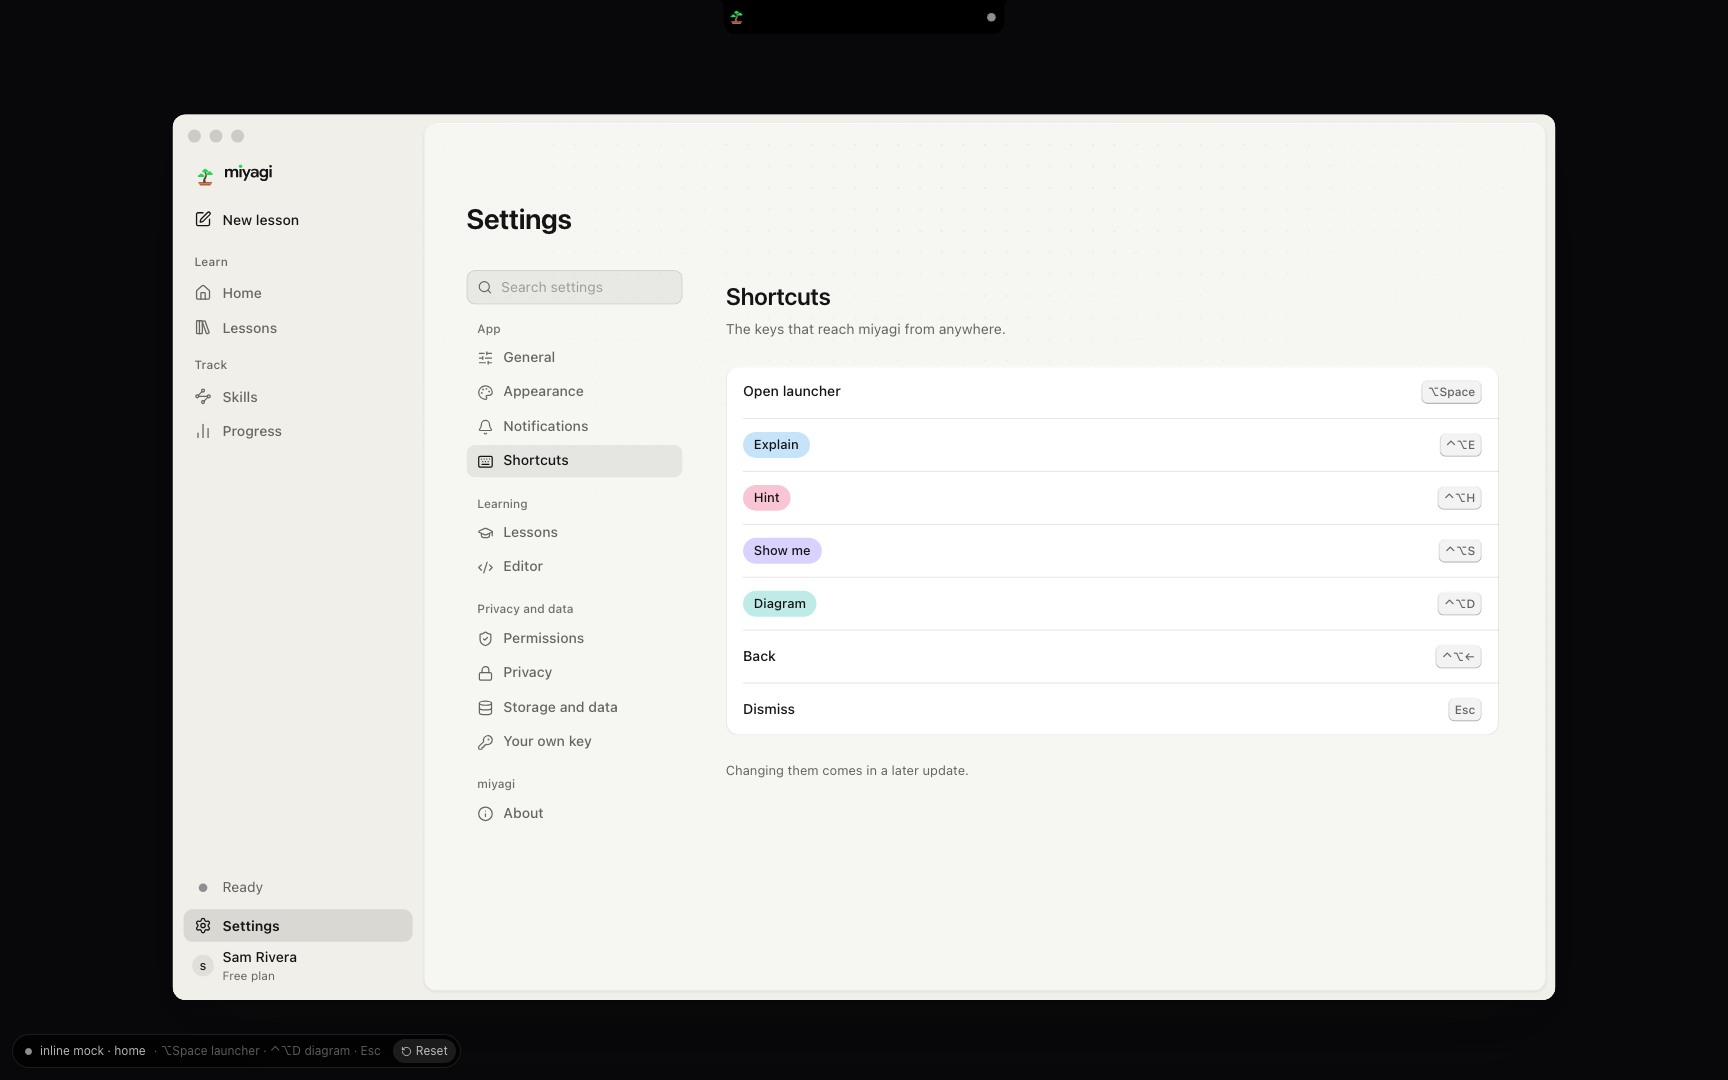 miyagi
New lesson
Learn
Home
Lessons
Track
Skills
Progress
Ready
Settings
S
Sam Rivera
Free plan
Settings
Search settings
App
General
Appearance
Notifications
Shortcuts
Learning
Lessons
Editor
Privacy and data
Permissions
Privacy
Storage and data
Your own key
miyagi
About
Shortcuts
The keys that reach miyagi from anywhere.
Open launcher ⌥Space
Explain ⌃⌥E
Hint ⌃⌥H
Show me ⌃⌥S
Diagram ⌃⌥D
Back ⌃⌥←
Dismiss Esc
Changing them comes in a later update.
inline mock · home · ⌥Space launcher · ⌃⌥D diagram · Esc Reset